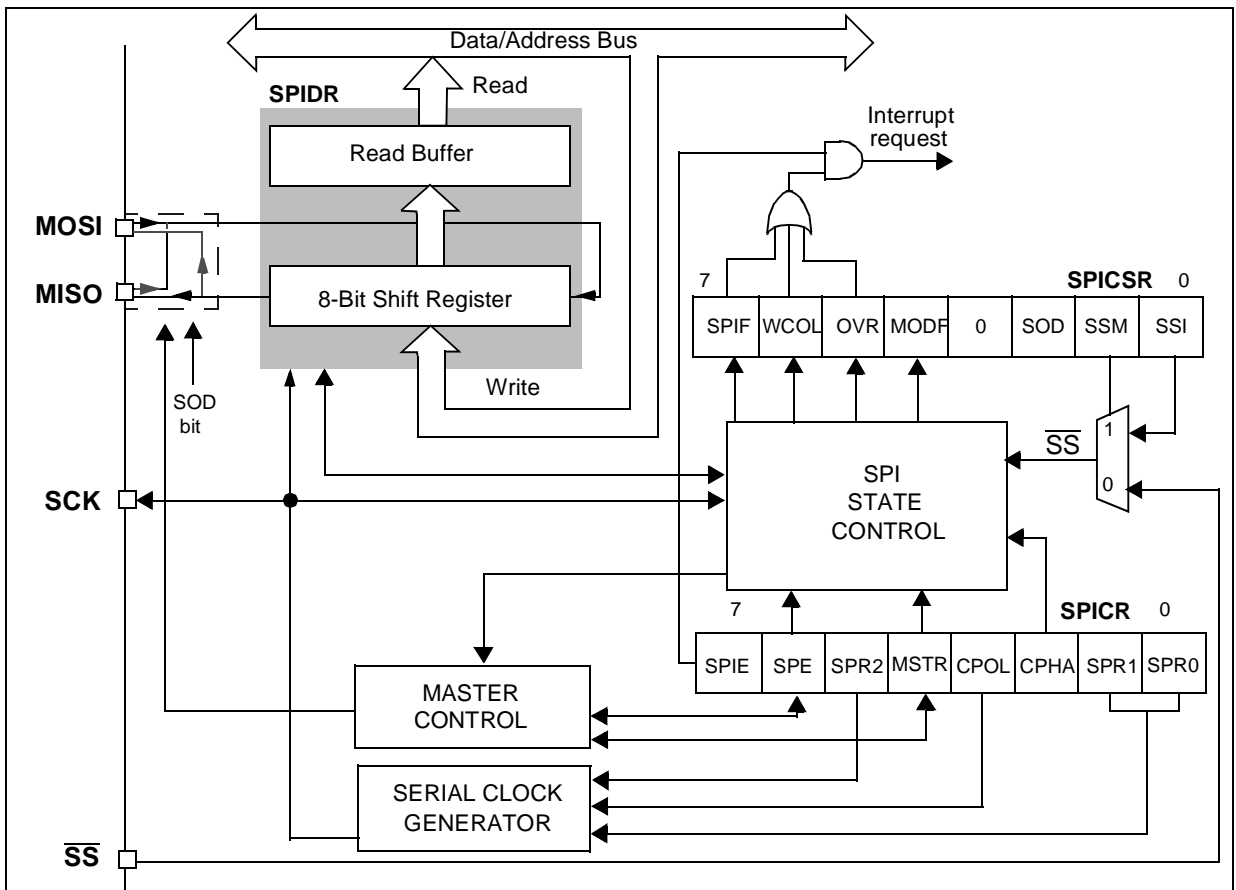 Data/Address Bus
Read
SPIDR
Read Buffer
8-Bit Shift Register
Write
MOSI
MISO
SOD
bit
SCK
SS
Interrupt
request
7 SPICSR 0
SPIF WCOL OVR MODF 0 SOD SSM SSI
1
SS
0
SPI
STATE
CONTROL
7 SPICR 0
SPIE SPE SPR2 MSTR CPOL CPHA SPR1 SPR0
MASTER
CONTROL
SERIAL CLOCK
GENERATOR